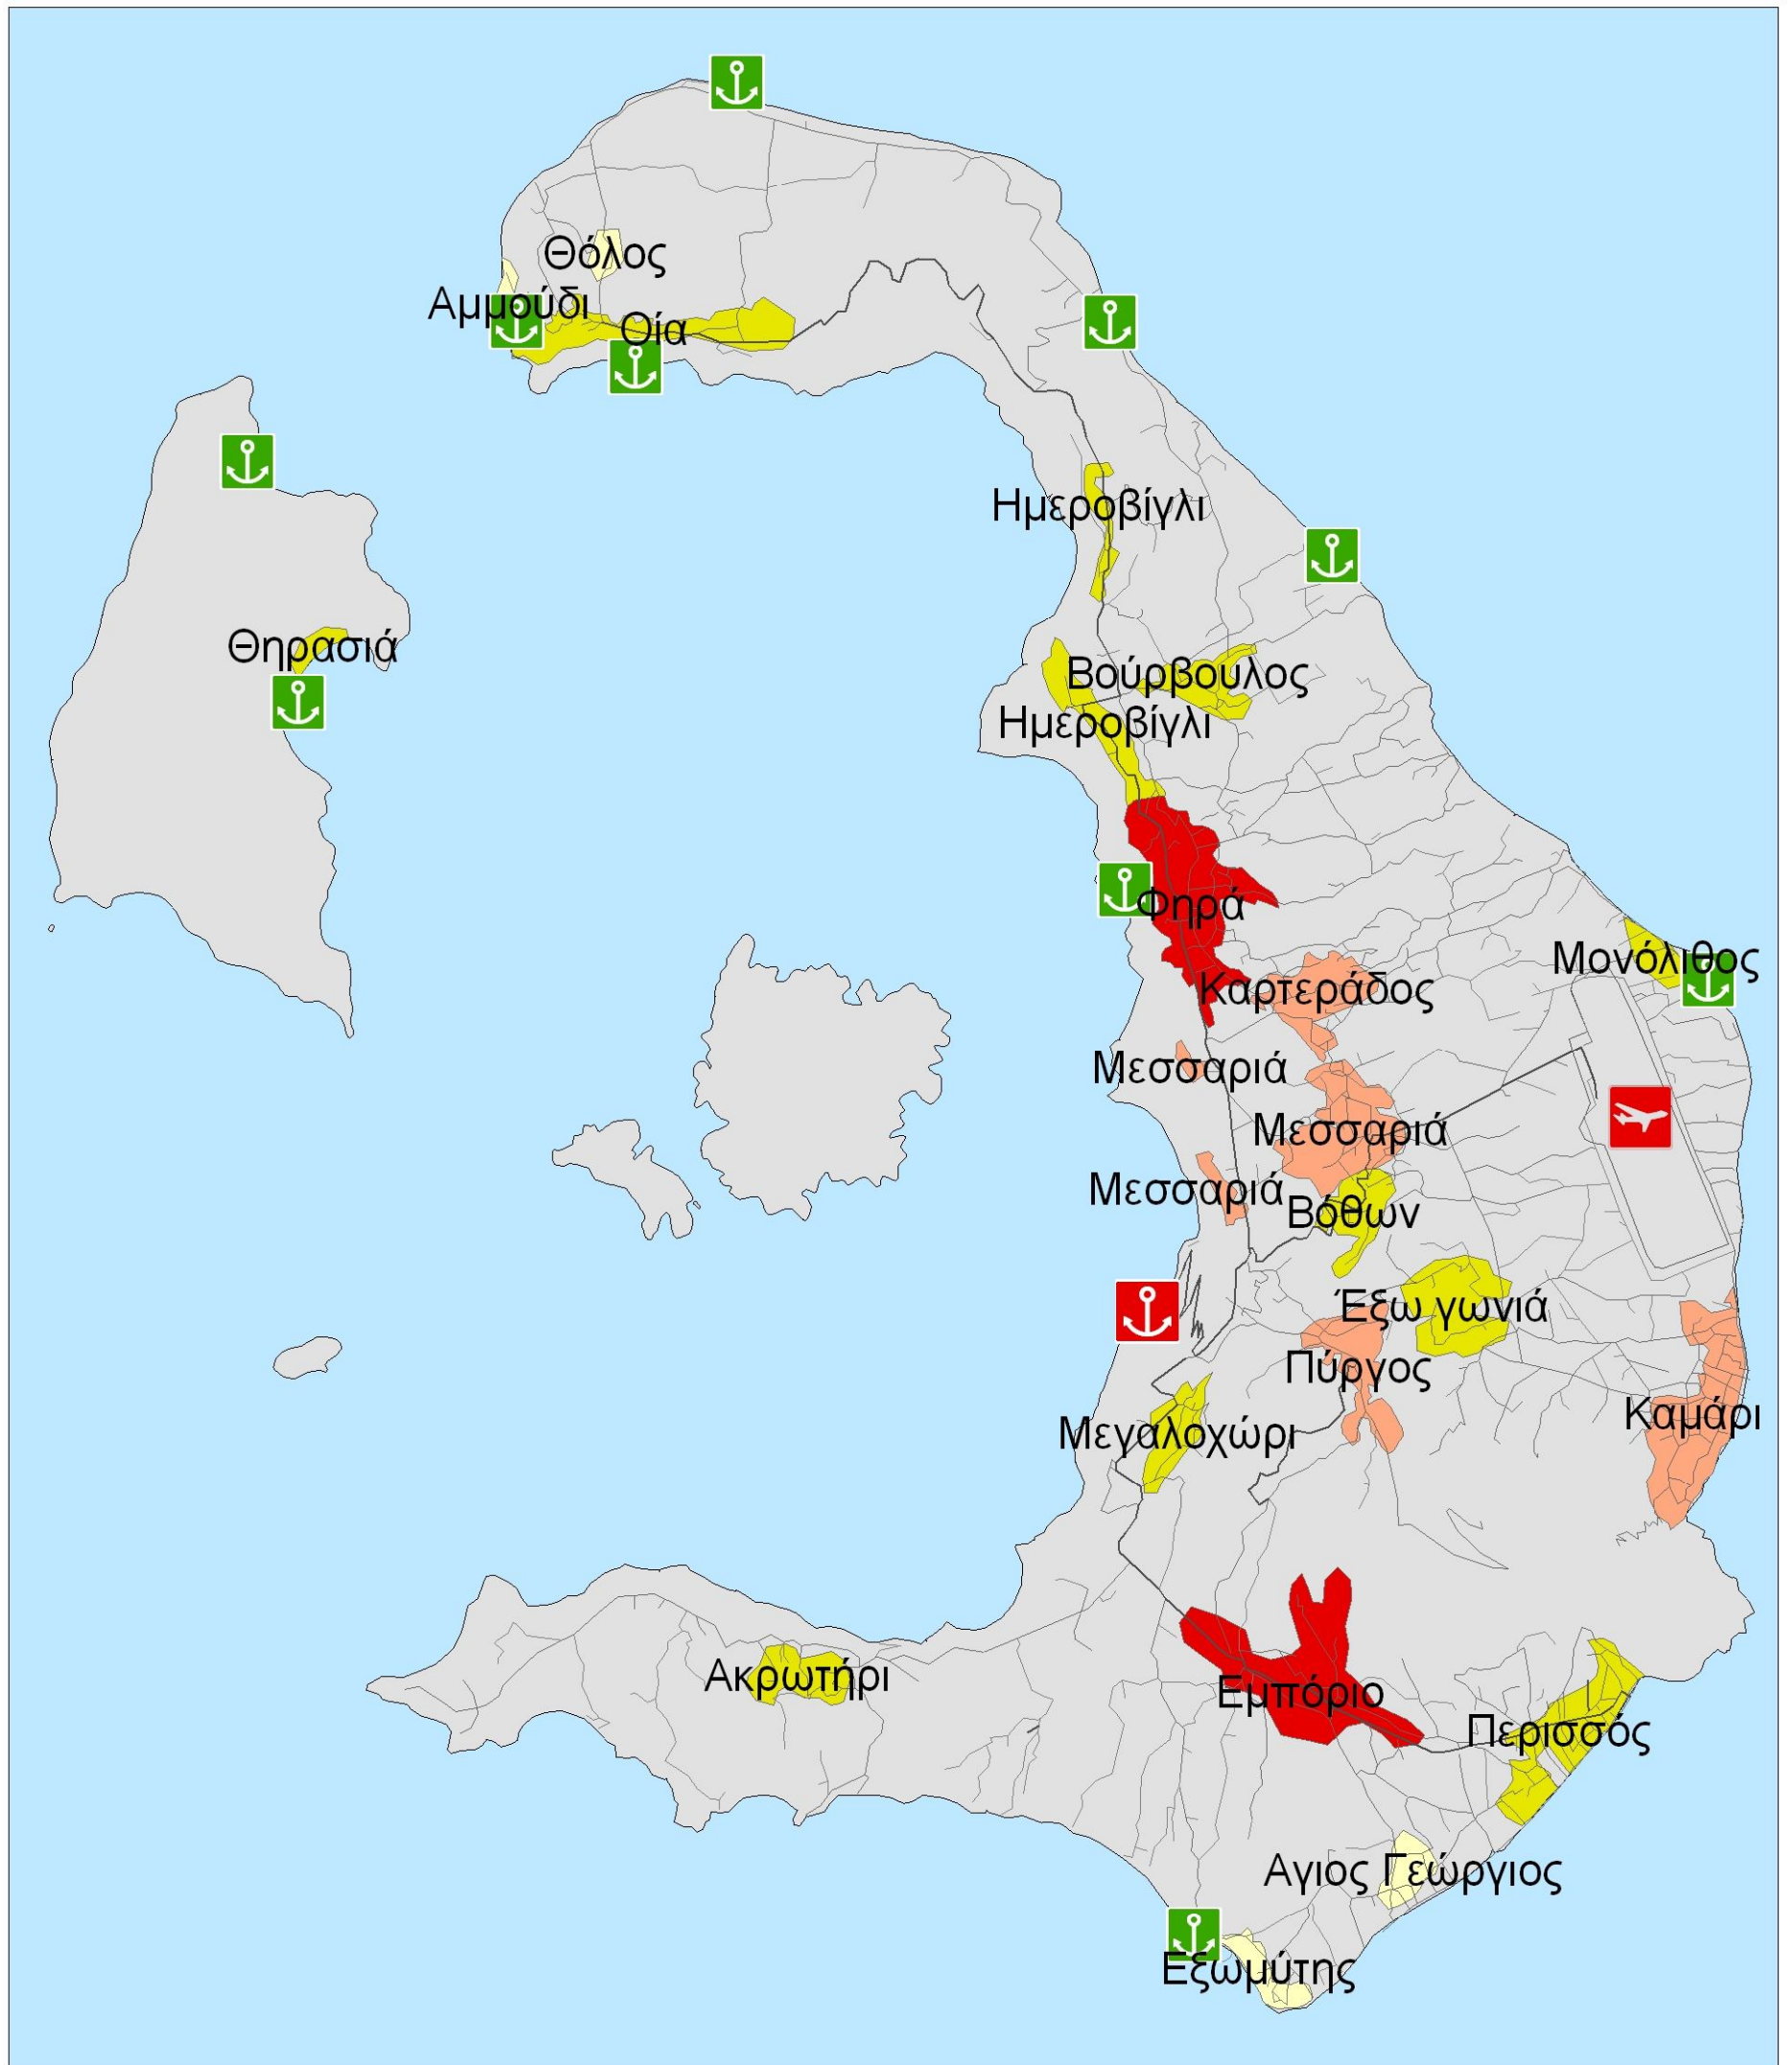 Θόλος
Αμμούδι
Οία
Ημεροβίγλι
Θηρασιά
Βούρβουλος
Ημεροβίγλι
Φηρά
Μονόλιθος
Καρτεράδος
Μεσσαριά
Μεσσαριά
Μεσσαριά
Βόθων
Έξω γωνιά
Πύργος
Καμάρι
Μεγαλοχώρι
Ακρωτήρι
Εμπόριο
Περισσός
Αγιος Γεώργιος
Εξωμύτης